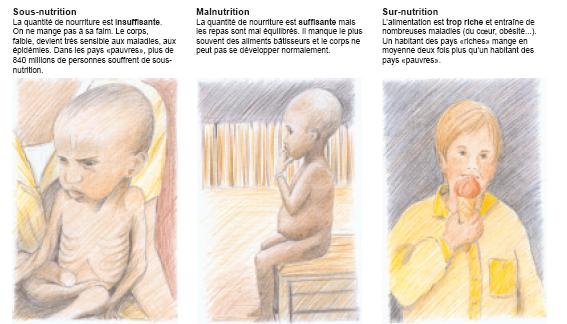 Sous-nutrition
La quantité de nourriture est insuffisante.
On ne mange pas à sa faim. Le corps,
faible, devient très sensible aux maladies, aux
épidémies. Dans les pays «pauvres», plus de
840 millions de personnes souffrent de sous-
nutrition.
Malnutrition
La quantité de nourriture est suffisante mais
les repas sont mal équilibrés. Il manque le plus
souvent des aliments bâtisseurs et le corps ne
peut pas se développer normalement.
Sur-nutrition
L'alimentation est trop riche et entraîne de
nombreuses maladies (du cœur, obésité...).
Un habitant des pays «riches» mange en
moyenne deux fois plus qu'un habitant des
pays «pauvres».